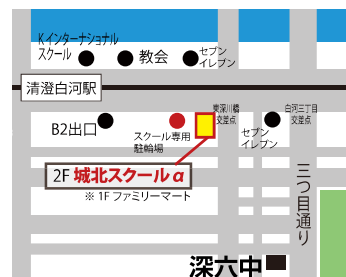 Kインターナショナル
スクール
教会
セブン
イレブン
清澄白河駅
B2出口
スクール専用
駐輪場
東深川橋
交差点
セブン
イレブン
白河三丁目
交差点
2F 城北スクールα
※ 1F ファミリーマート
三つ目通り
深六中